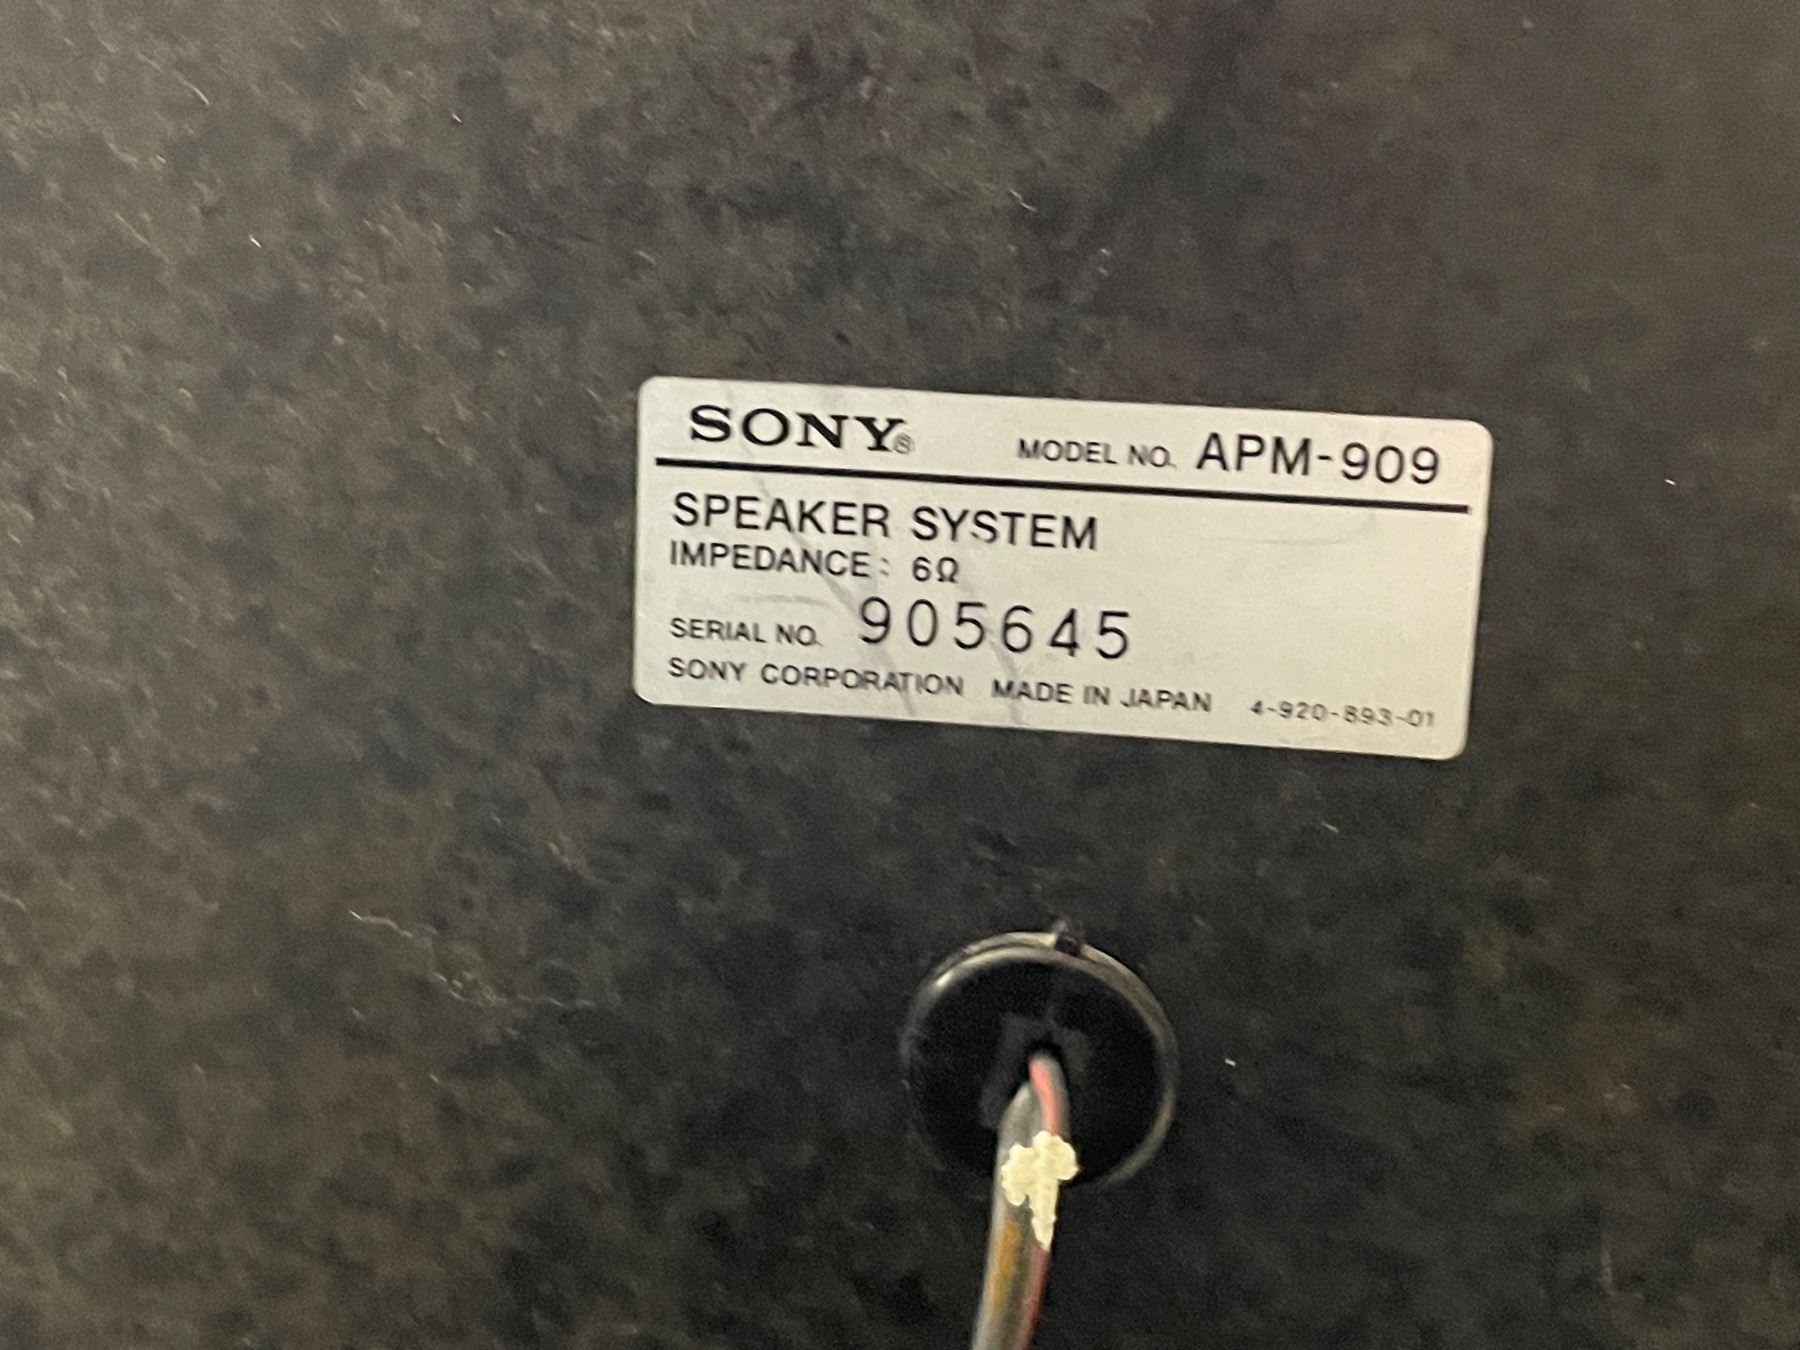 SONY® MODEL NO. APM-909
SPEAKER SYSTEM
IMPEDANCE: 6Ω
SERIAL NO. 905645
SONY CORPORATION MADE IN JAPAN 4-920-893-01